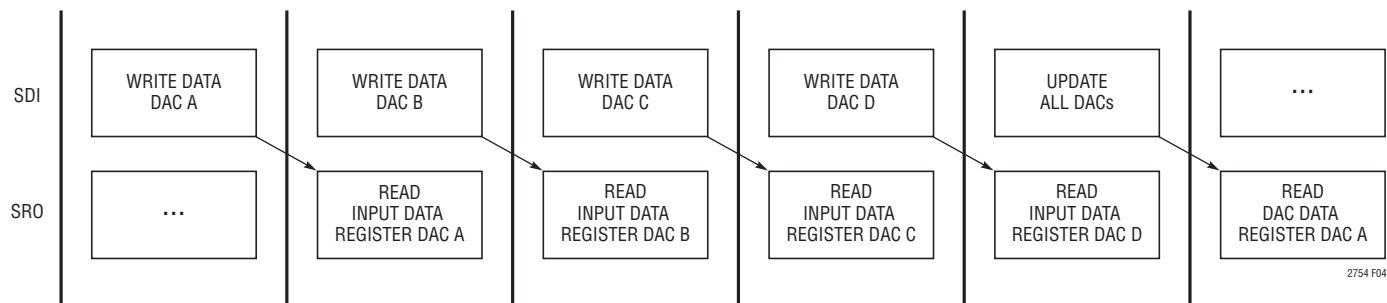 SDI
WRITE DATA
DAC A
WRITE DATA
DAC B
WRITE DATA
DAC C
WRITE DATA
DAC D
UPDATE
ALL DACs
...
SRO
...
READ
INPUT DATA
REGISTER DAC A
READ
INPUT DATA
REGISTER DAC B
READ
INPUT DATA
REGISTER DAC C
READ
INPUT DATA
REGISTER DAC D
READ
DAC DATA
REGISTER DAC A
2754 F04